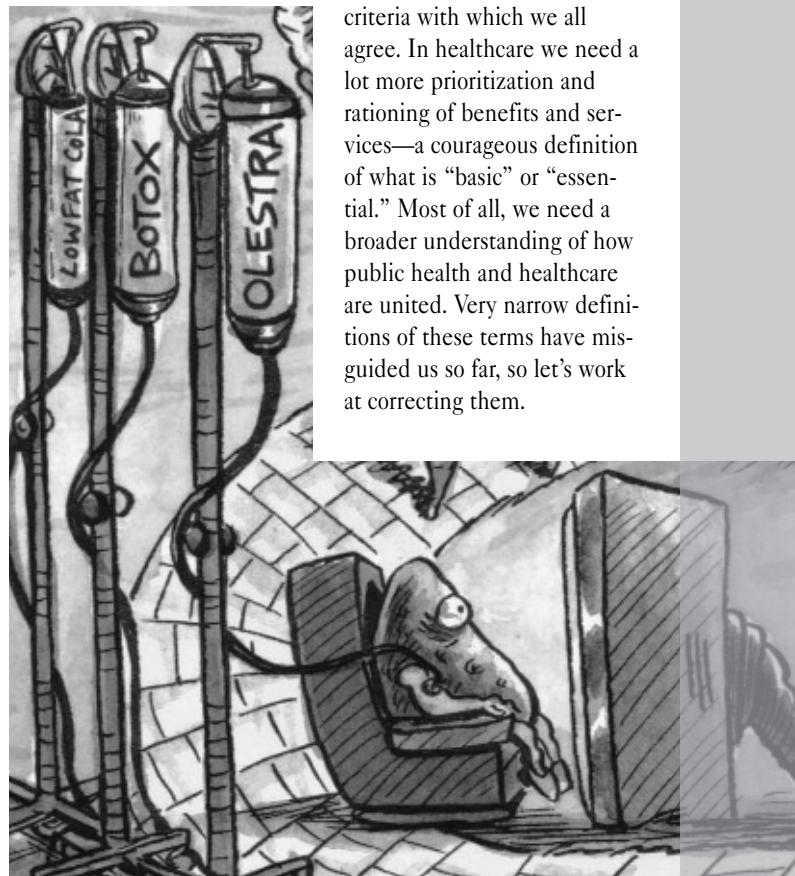 LOWFAT COLA
BOTOX
OLESTRA
criteria with which we all
agree. In healthcare we need a
lot more prioritization and
rationing of benefits and ser-
vices—a courageous definition
of what is “basic” or “essen-
tial.” Most of all, we need a
broader understanding of how
public health and healthcare
are united. Very narrow defini-
tions of these terms have mis-
guided us so far, so let’s work
at correcting them.